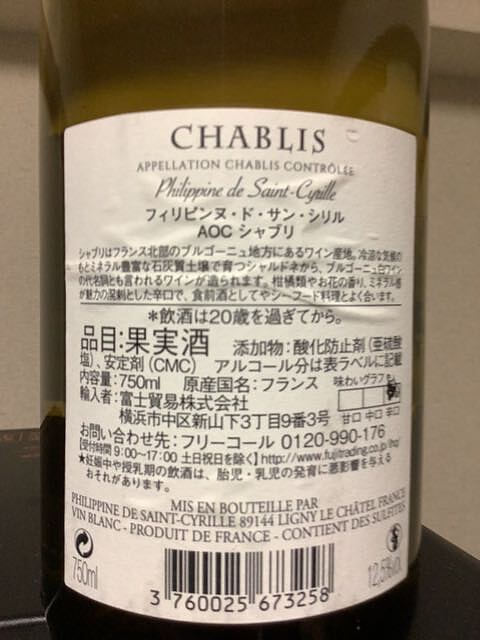 CHABLIS
APPELLATION CHABLIS CONTRÔLÉE
Philippine de Saint-Cyrille
フィリピンヌ・ド・サン・シリル
AOC シャブリ
シャブリはフランス北部のブルゴーニュ地方にあるワイン産地。冷涼な気候の
もとミネラル豊富な石灰質土壌で育つシャルドネから、ブルゴーニュ白ワイン
の代名詞とも言われるワインが造られます。柑橘類やお花の香り、ミネラル感
が魅力の溌剌とした辛口で、食前酒としてやシーフード料理とよく合います。
*飲酒は20歳を過ぎてから。
品目:果実酒 添加物:酸化防止剤(亜硫酸
塩)、安定剤(CMC) アルコール分は表ラベルに記載
内容量:750ml 原産国名:フランス 味わいグラフ
輸入者:富士貿易株式会社
横浜市中区新山下3丁目9番3号 甘口 中口 辛口
お問い合わせ先:フリーコール 0120-990-176
【受付時間 9:00〜17:00 土日祝日を除く】http://www.fujitrading.co.jp/
★妊娠中や授乳期の飲酒は、胎児・乳児の発育に悪影響を与える
おそれがあります。
MIS EN BOUTEILLE PAR
PHILIPPINE DE SAINT-CYRILLE 89144 LIGNY LE CHÂTEL FRANCE
VIN BLANC - PRODUIT DE FRANCE - CONTIENT DES SULFITES
750ml
12,5%
3 760025 673258